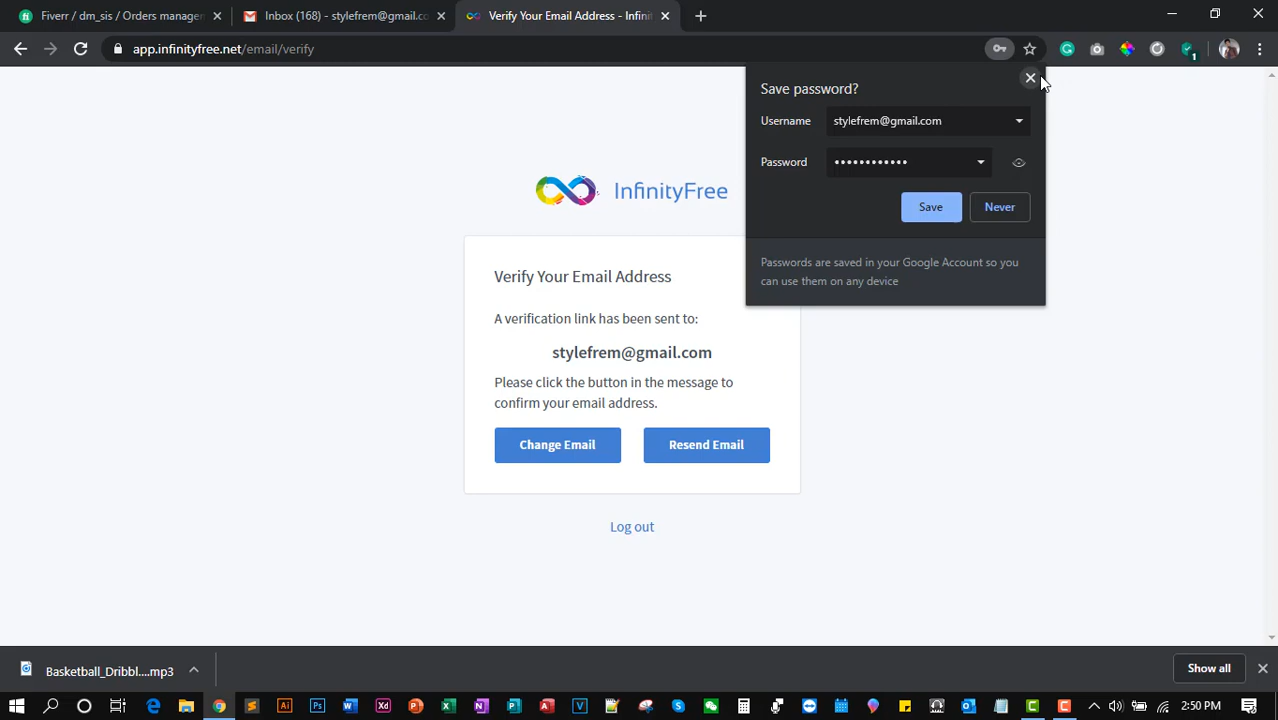 Fiverr / dm_sis / Orders managem
Inbox (168) - stylefrem@gmail.co
Verify Your Email Address - Infini
app.infinityfree.net/email/verify
1
Save password?
Username stylefrem@gmail.com
Password ••••••••••••
Save Never
Passwords are saved in your Google Account so you
can use them on any device
InfinityFree
Verify Your Email Address
A verification link has been sent to:
stylefrem@gmail.com
Please click the button in the message to
confirm your email address.
Change Email Resend Email
Log out
Basketball_Dribbl....mp3
Show all
2:50 PM